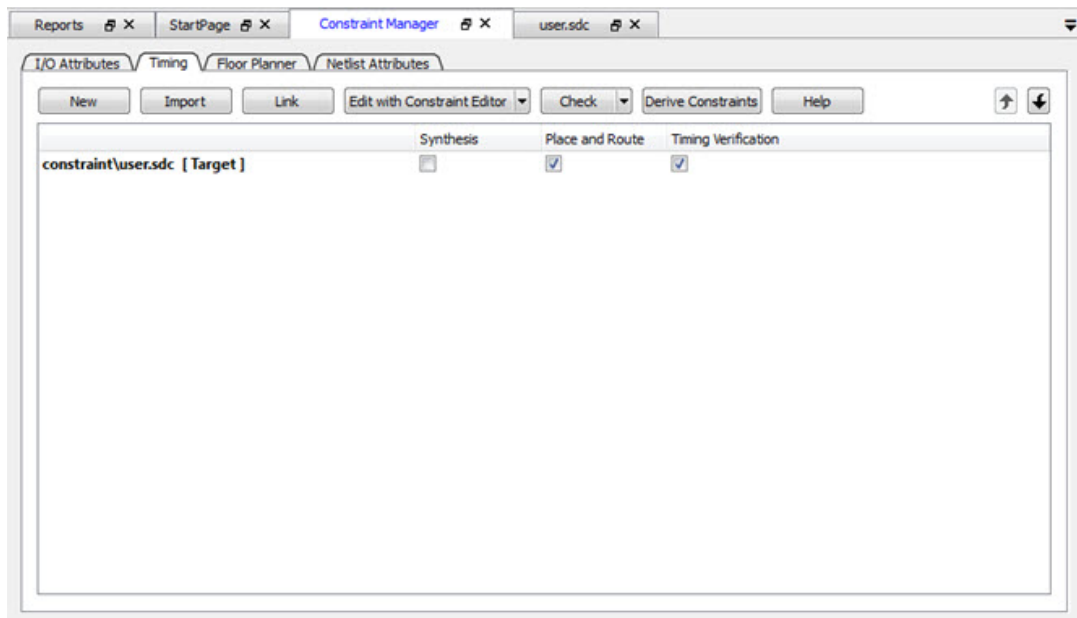 Reports StartPage Constraint Manager user.sdc
I/O Attributes Timing Floor Planner Netlist Attributes
New Import Link Edit with Constraint Editor Check Derive Constraints Help
Synthesis Place and Route Timing Verification
constraint\user.sdc [ Target ]